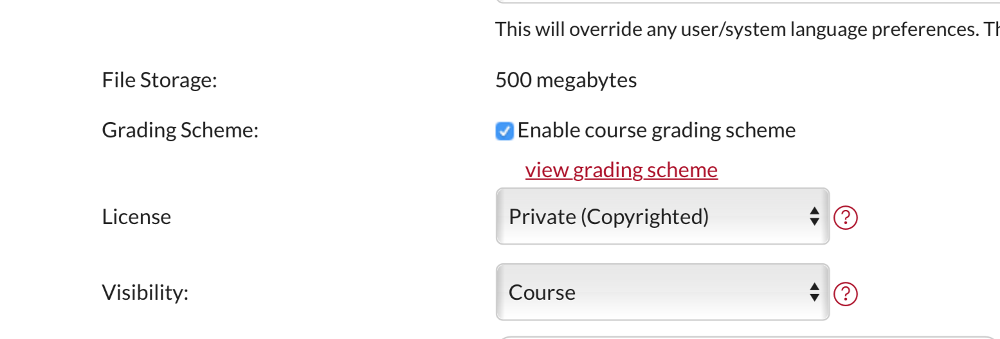 This will override any user/system language preferences.
File Storage: 500 megabytes
Grading Scheme: Enable course grading scheme
view grading scheme
License Private (Copyrighted) ?
Visibility: Course ?